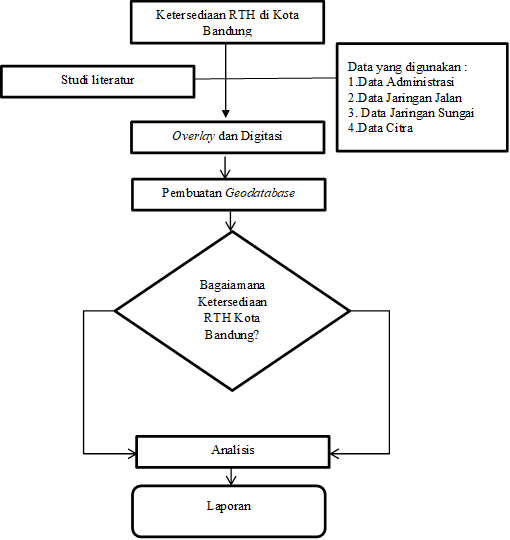 Ketersediaan RTH di Kota
Bandung
Studi literatur
Data yang digunakan :
1.Data Administrasi
2.Data Jaringan Jalan
3. Data Jaringan Sungai
4.Data Citra
Overlay dan Digitasi
Pembuatan Geodatabase
Bagaiamana
Ketersediaan
RTH Kota
Bandung?
Analisis
Laporan